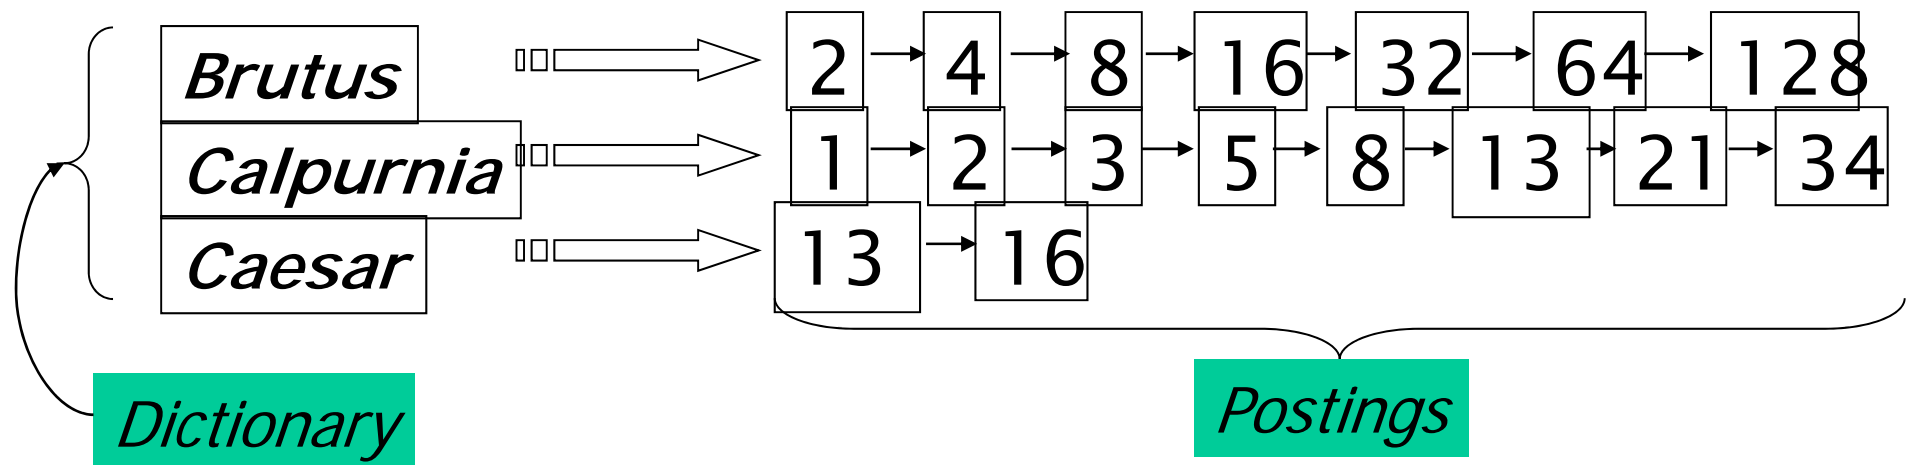 Brutus 2 4 8 16 32 64 128
Calpurnia 1 2 3 5 8 13 21 34
Caesar 13 16
Dictionary Postings